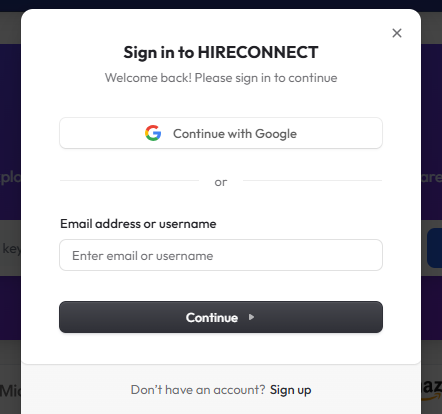 Sign in to HIRECONNECT
Welcome back! Please sign in to continue
Continue with Google
or
Email address or username
Enter email or username
Continue
Don't have an account? Sign up